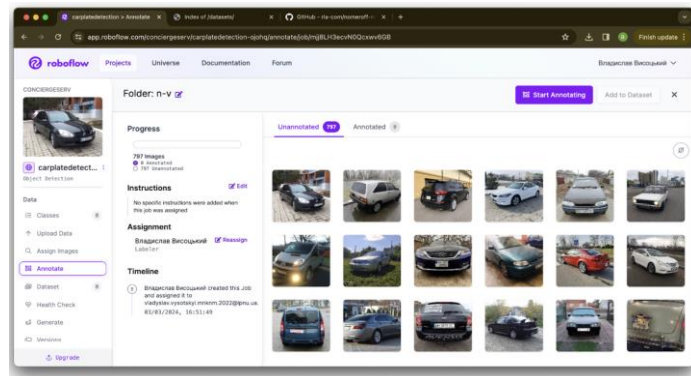 carplatedetection > Annotate
Index of /datasets/
GitHub - ria-com/nomeroff-n
app.roboflow.com/conciergeserv/carplatedetection-ojohq/annotate/job/
Finish update
roboflow
Projects
Universe
Documentation
Forum
Владислав Висоцький
CONCIERGESERV
carplatedetect...
Object Detection
Data
Classes 0
Upload Data
Assign Images
Annotate
Dataset 0
Health Check
Generate
Versions
Upgrade
Folder: n-v
Start Annotating
Add to Dataset
Progress
797 Images
0 Annotated
797 Unannotated
Instructions
Edit
No specific instructions were added when
this job was assigned
Assignment
Владислав Висоцький
Reassign
Labeler
Timeline
Владислав Висоцький created this Job
and assigned it to
03/03/2024, 16:51:49
Unannotated 797
Annotated 0